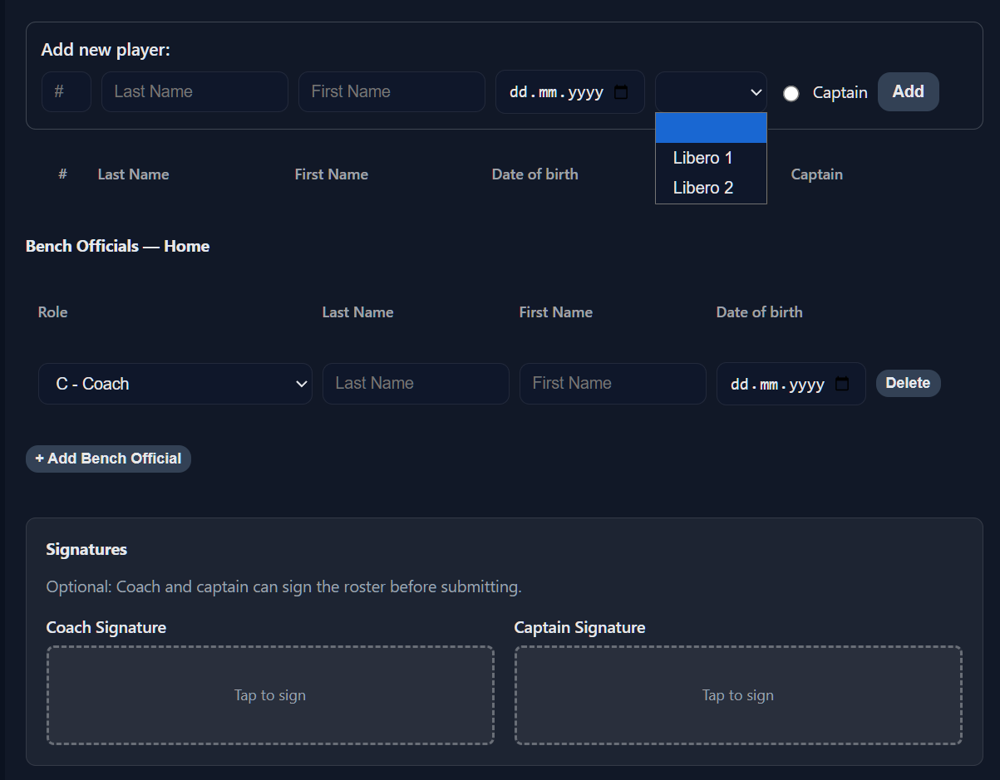 Add new player:
# Last Name First Name dd.mm.yyyy Captain Add
Libero 1
Libero 2
# Last Name First Name Date of birth Captain
Bench Officials — Home
Role Last Name First Name Date of birth
C - Coach Last Name First Name dd.mm.yyyy Delete
+ Add Bench Official
Signatures
Optional: Coach and captain can sign the roster before submitting.
Coach Signature Captain Signature
Tap to sign Tap to sign